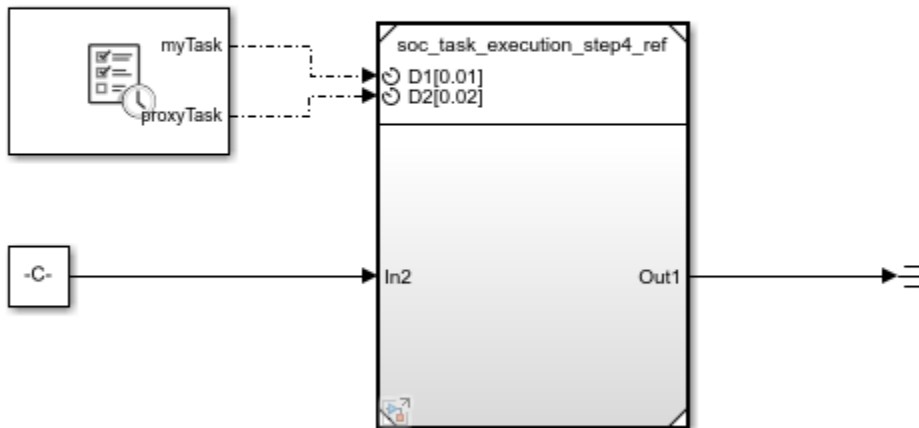 myTask
proxyTask
soc_task_execution_step4_ref
D1[0.01]
D2[0.02]
-C-
In2
Out1